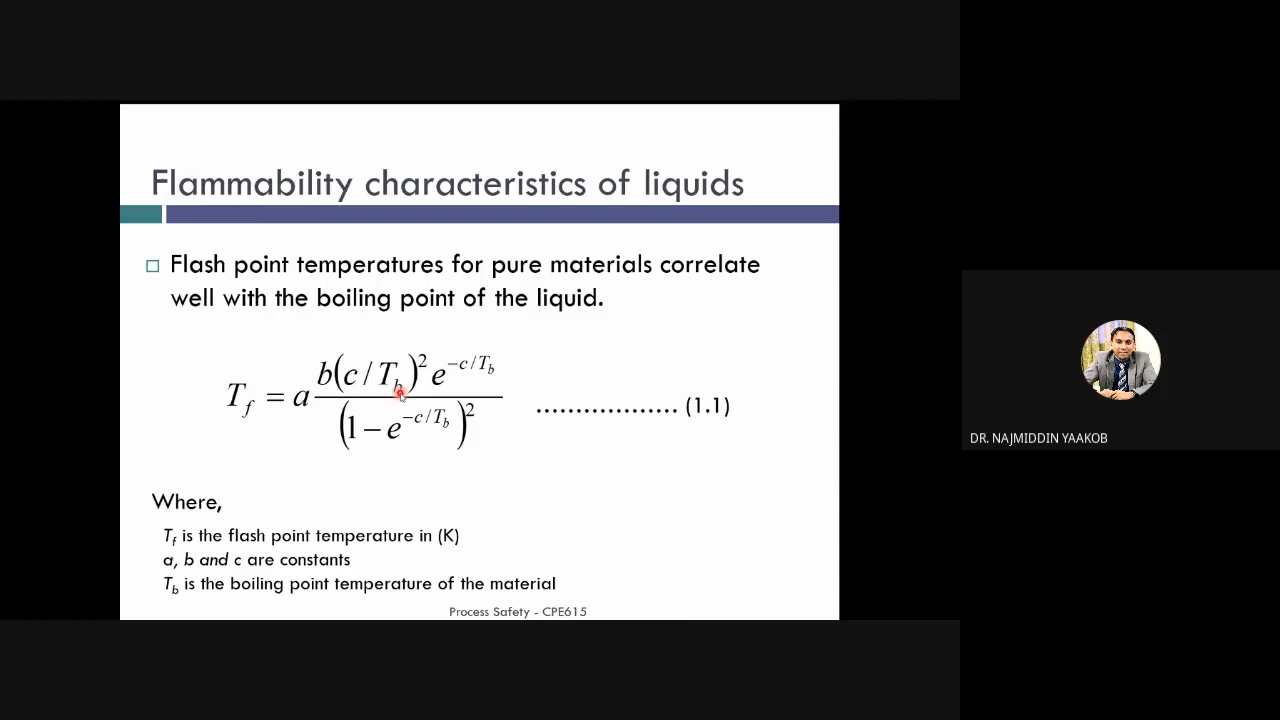 Flammability characteristics of liquids
Flash point temperatures for pure materials correlate
well with the boiling point of the liquid.
T_f = a \frac{b(c/T_b)^2 e^{-c/T_b}}{(1 - e^{-c/T_b})^2} .................. (1.1)
Where,
T_f is the flash point temperature in (K)
a, b and c are constants
T_b is the boiling point temperature of the material
Process Safety - CPE615
DR. NAJMIDDIN YAAKOB